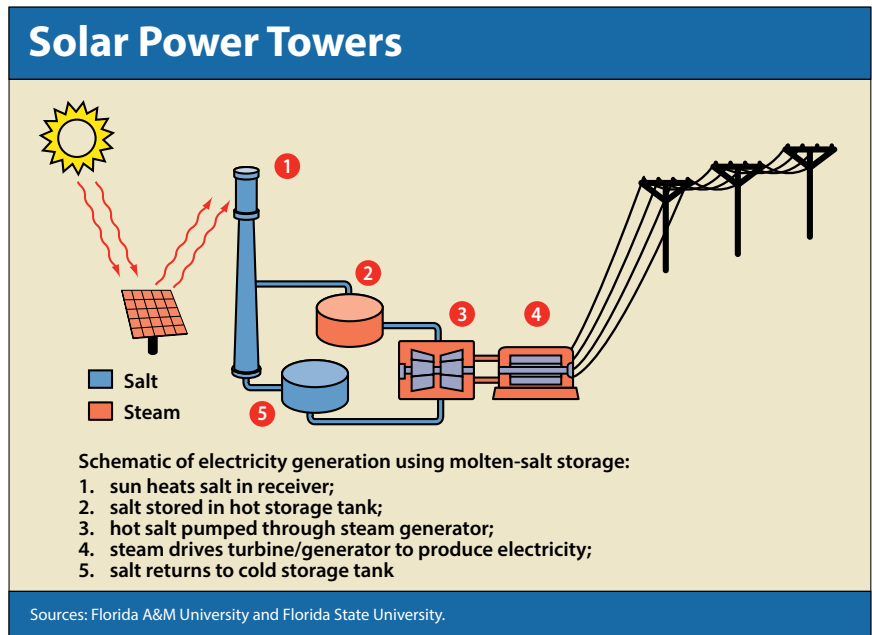 Solar Power Towers
1
2
3
4
Salt
Steam
5
Schematic of electricity generation using molten-salt storage:
1. sun heats salt in receiver;
2. salt stored in hot storage tank;
3. hot salt pumped through steam generator;
4. steam drives turbine/generator to produce electricity;
5. salt returns to cold storage tank
Sources: Florida A&M University and Florida State University.